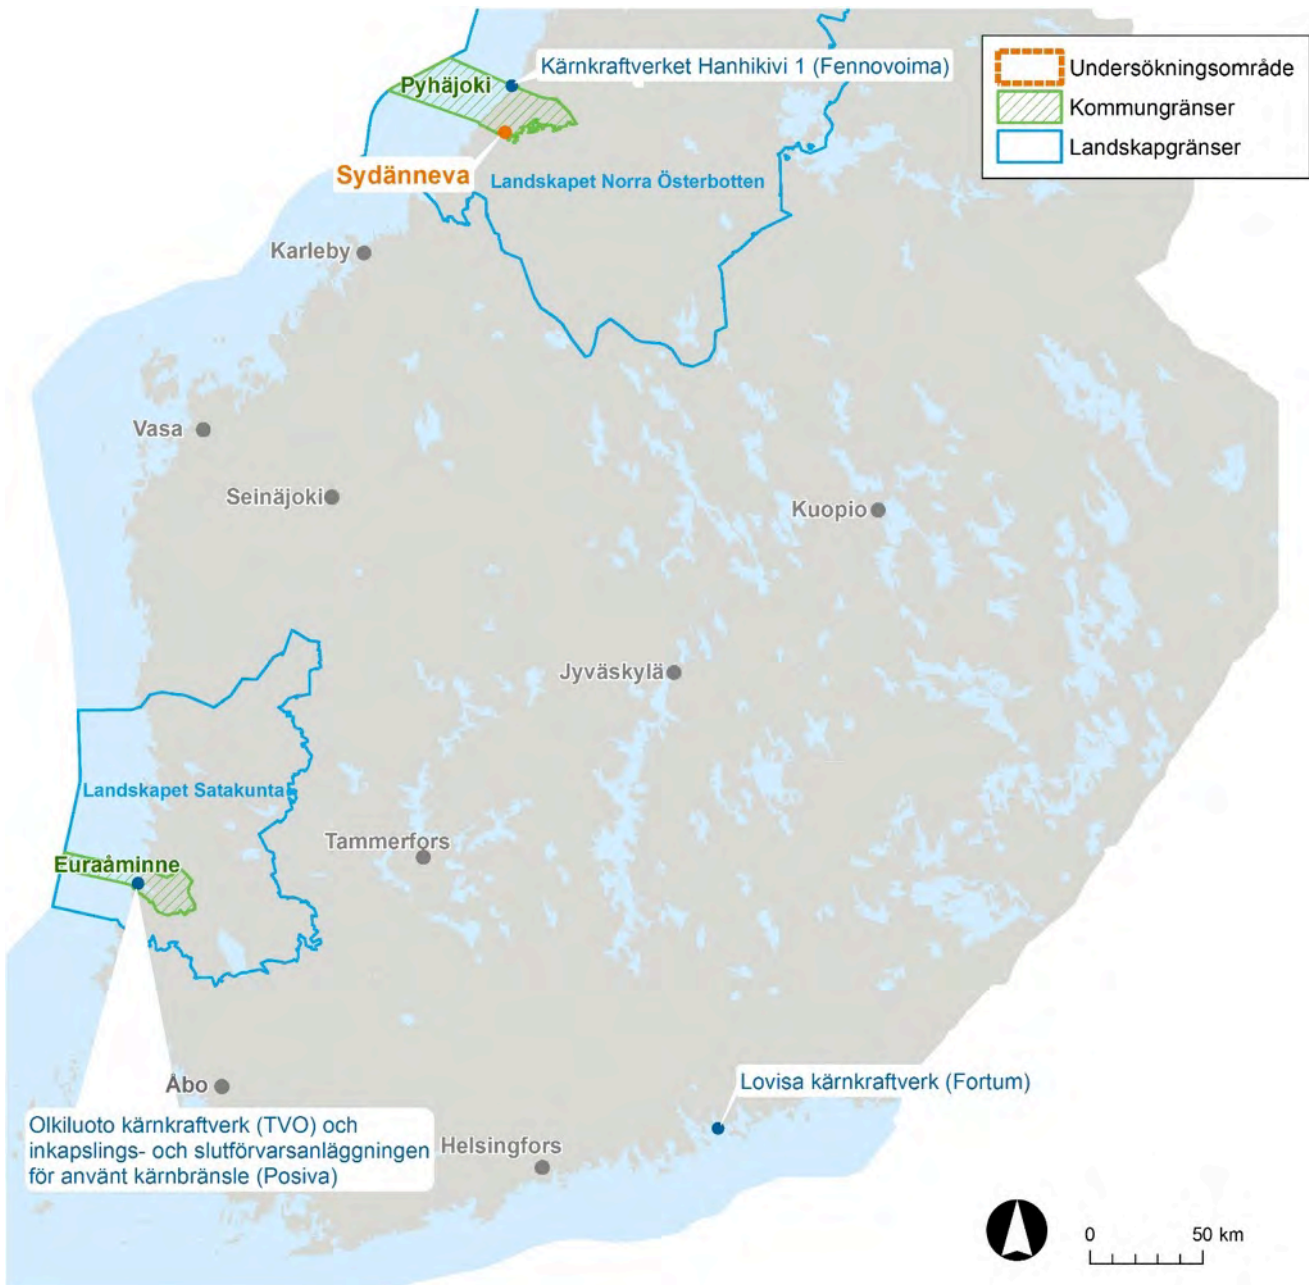 Kärnkraftverket Hanhikivi 1 (Fennovoima)
Pyhäjoki
Undersökningsområde
Kommungränser
Landskapgränser
Sydänneva
Landskapet Norra Österbotten
Karleby
Vasa
Seinäjoki
Kuopio
Jyväskylä
Landskapet Satakunta
Tammerfors
Euraåminne
Åbo
Lovisa kärnkraftverk (Fortum)
Olkiluoto kärnkraftverk (TVO) och
inkapslings- och slutförvarsanläggningen
för använt kärnbränsle (Posiva)
Helsingfors
0 50 km